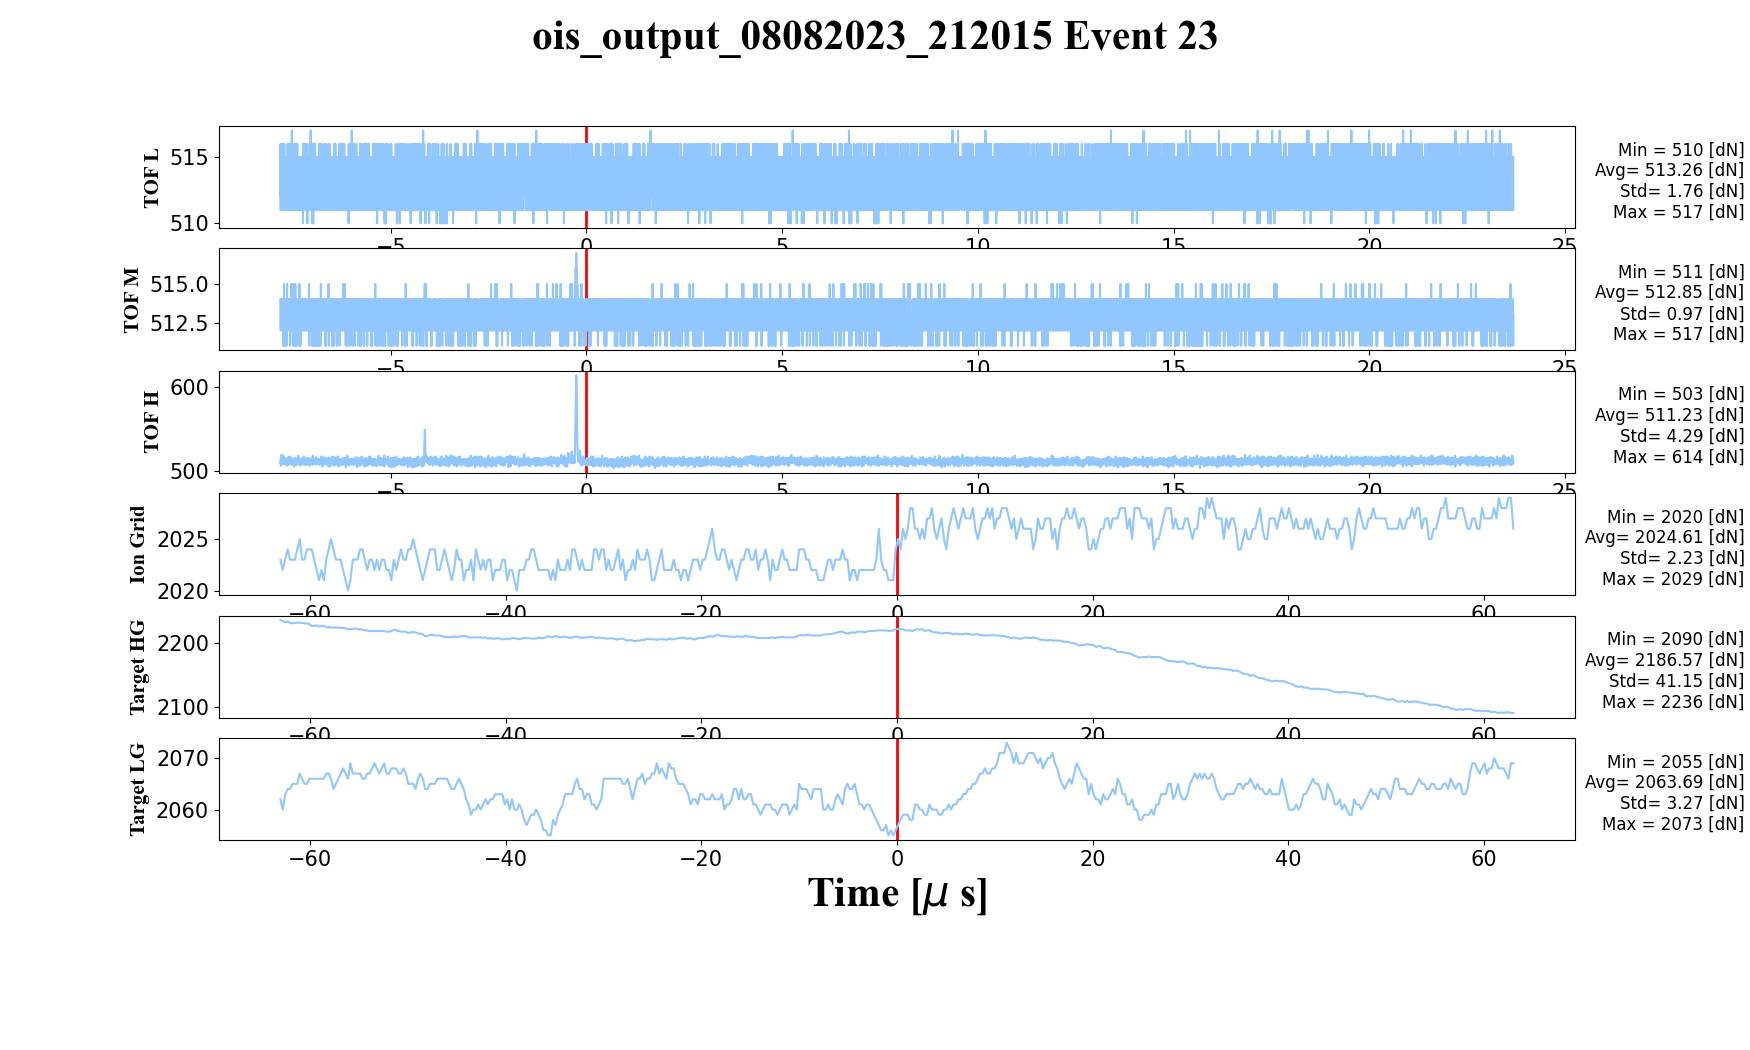 ois_output_08082023_212015 Event 23
TOF L
515
510
−5
0
5
10
15
20
25
Min = 510 [dN]
Avg= 513.26 [dN]
Std= 1.76 [dN]
Max = 517 [dN]
TOF M
515.0
512.5
−5
0
5
10
15
20
25
Min = 511 [dN]
Avg= 512.85 [dN]
Std= 0.97 [dN]
Max = 517 [dN]
TOF H
600
500
−5
0
5
10
15
20
25
Min = 503 [dN]
Avg= 511.23 [dN]
Std= 4.29 [dN]
Max = 614 [dN]
Ion Grid
2025
2020
−60
−40
−20
0
20
40
60
Min = 2020 [dN]
Avg= 2024.61 [dN]
Std= 2.23 [dN]
Max = 2029 [dN]
Target HG
2200
2100
−60
−40
−20
0
20
40
60
Min = 2090 [dN]
Avg= 2186.57 [dN]
Std= 41.15 [dN]
Max = 2236 [dN]
Target LG
2070
2060
−60
−40
−20
0
20
40
60
Min = 2055 [dN]
Avg= 2063.69 [dN]
Std= 3.27 [dN]
Max = 2073 [dN]
Time [μ s]